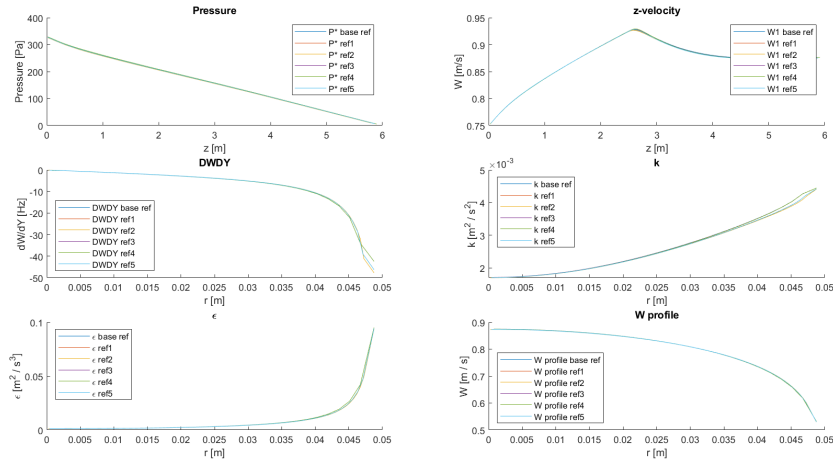 Pressure
400
300
200
100
0
Pressure [Pa]
P* base ref
P* ref1
P* ref2
P* ref3
P* ref4
P* ref5
0 1 2 3 4 5 6
z [m]
z-velocity
0.95
0.9
0.85
0.8
0.75
W [m/s]
W1 base ref
W1 ref1
W1 ref2
W1 ref3
W1 ref4
W1 ref5
0 1 2 3 4 5 6
z [m]
DWDY
0
-10
-20
-30
-40
-50
dW/dY [Hz]
DWDY base ref
DWDY ref1
DWDY ref2
DWDY ref3
DWDY ref4
DWDY ref5
0 0.005 0.01 0.015 0.02 0.025 0.03 0.035 0.04 0.045 0.05
r [m]
k
×10⁻³
5
4
3
2
k [m² / s²]
k base ref
k ref1
k ref2
k ref3
k ref4
k ref5
0 0.005 0.01 0.015 0.02 0.025 0.03 0.035 0.04 0.045 0.05
r [m]
ϵ
0.1
0.05
0
ϵ [m² / s³]
ϵ base ref
ϵ ref1
ϵ ref2
ϵ ref3
ϵ ref4
ϵ ref5
0 0.005 0.01 0.015 0.02 0.025 0.03 0.035 0.04 0.045 0.05
r [m]
W profile
0.9
0.8
0.7
0.6
0.5
W [m / s]
W profile base ref
W profile ref1
W profile ref2
W profile ref3
W profile ref4
W profile ref5
0 0.005 0.01 0.015 0.02 0.025 0.03 0.035 0.04 0.045 0.05
r [m]